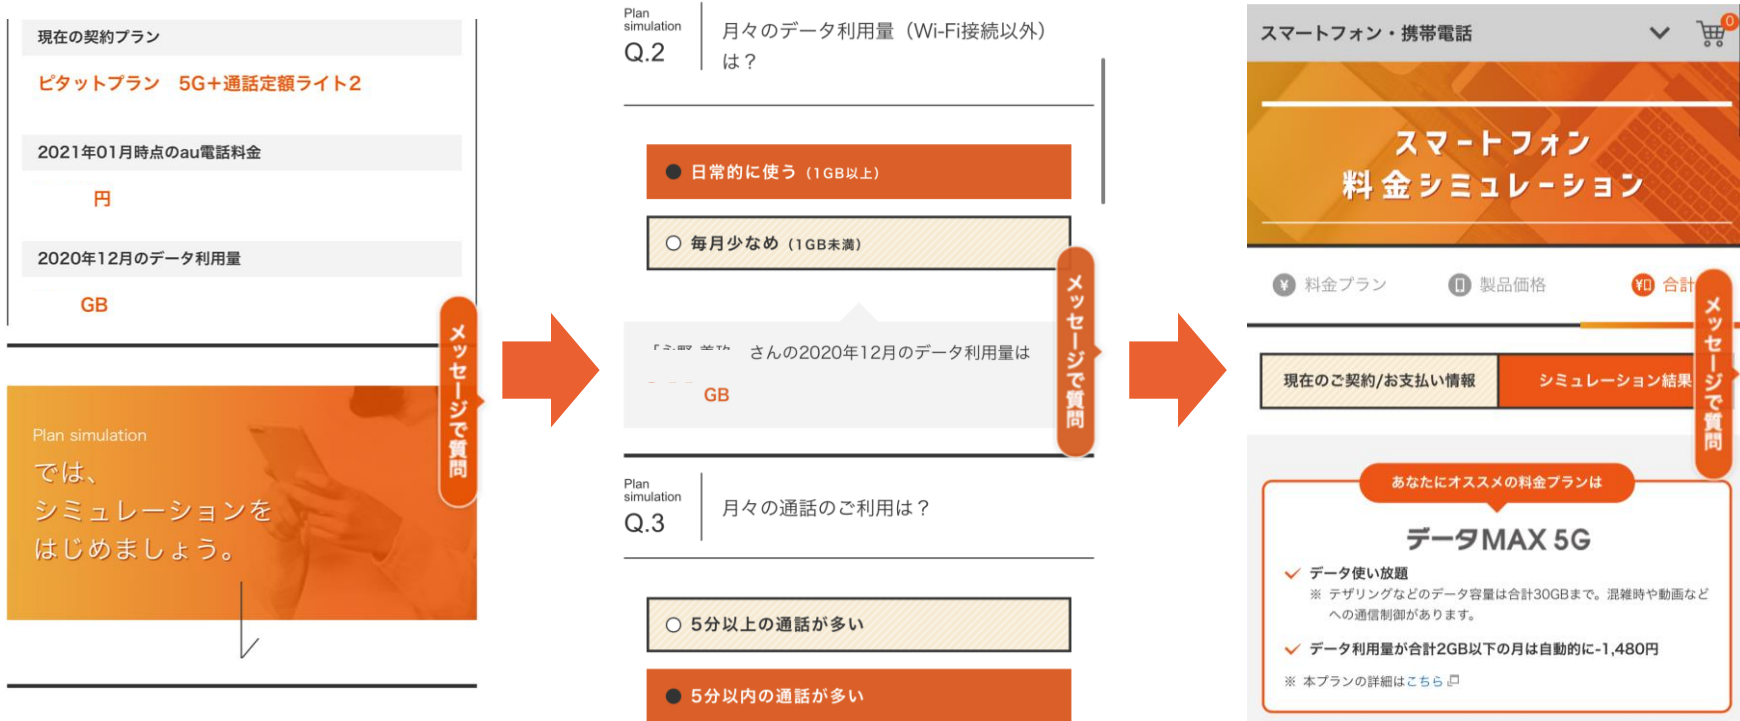 現在の契約プラン
ピタットプラン 5G+通話定額ライト2
2021年01月時点のau電話料金
円
2020年12月のデータ利用量
GB
メッセージで質問
Plan simulation
では、
シミュレーションを
はじめましょう。
Plan
simulation
Q.2
月々のデータ利用量（Wi-Fi接続以外）
は？
日常的に使う（1GB以上）
毎月少なめ（1GB未満）
さんの2020年12月のデータ利用量は
GB
メッセージで質問
Plan
simulation
Q.3
月々の通話のご利用は？
5分以上の通話が多い
5分以内の通話が多い
スマートフォン・携帯電話
0
スマートフォン
料金シミュレーション
料金プラン
製品価格
合計
現在のご契約/お支払い情報
シミュレーション結果
メッセージで質問
あなたにオススメの料金プランは
データMAX 5G
データ使い放題
※ テザリングなどのデータ容量は合計30GBまで。混雑時や動画など
への通信制御があります。
データ利用量が合計2GB以下の月は自動的に-1,480円
※ 本プランの詳細はこちら